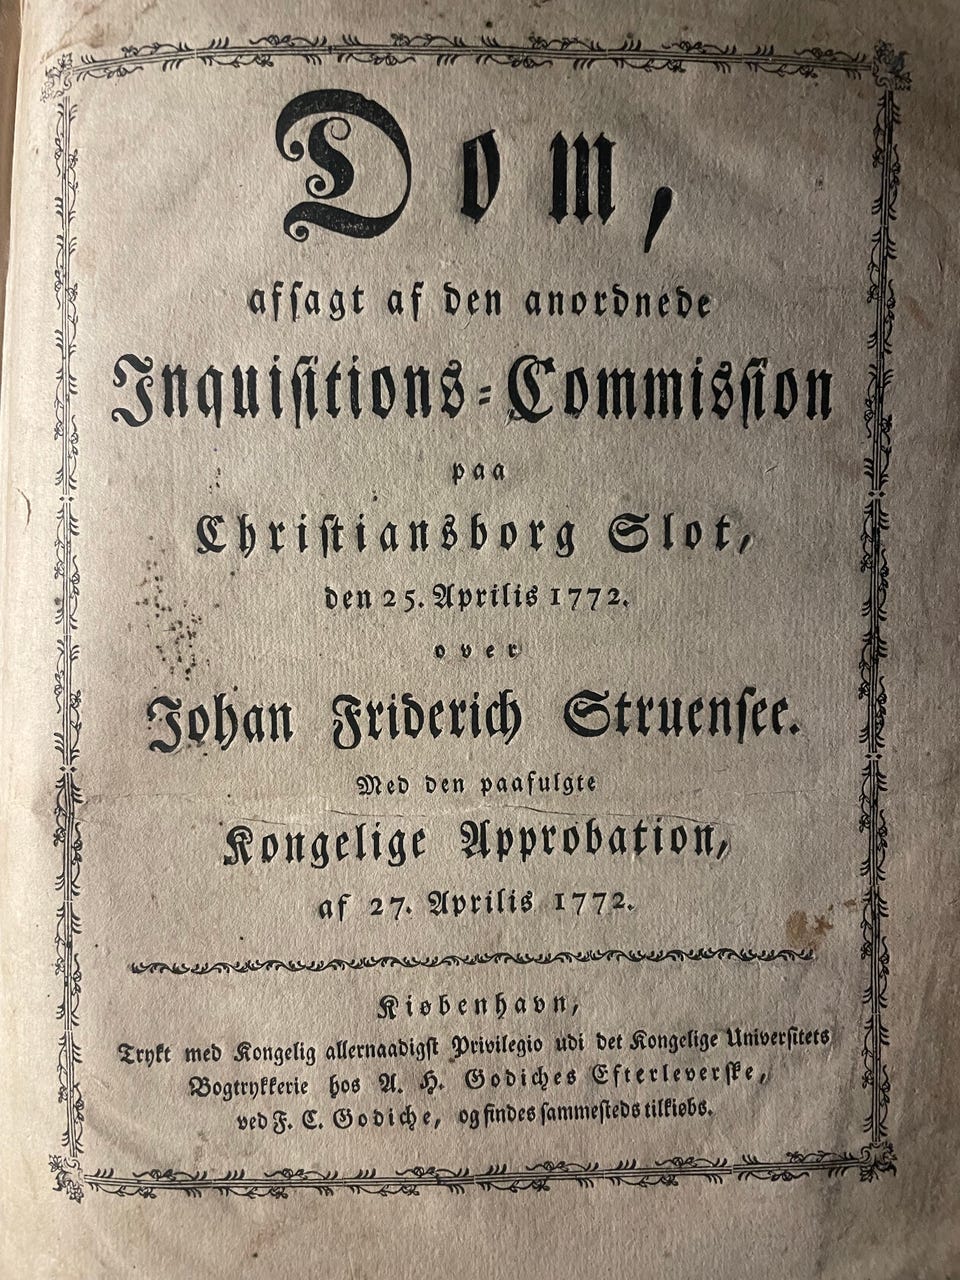 Dom,
afsagt af den anordnede
Inquisitions-Commission
paa
Christiansborg Slot,
den 25. Aprilis 1772.
over
Johan Friderich Struensee.
Med den paafulgte
Kongelige Approbation,
af 27. Aprilis 1772.
Kiøbenhavn,
Trykt med Kongelig allernaadigst Privilegio udi det Kongelige Universitets
Bogtrykkerie hos A. H. Godiches Efterleverske,
ved F. C. Godiche, og findes sammesteds tilkiøbs.